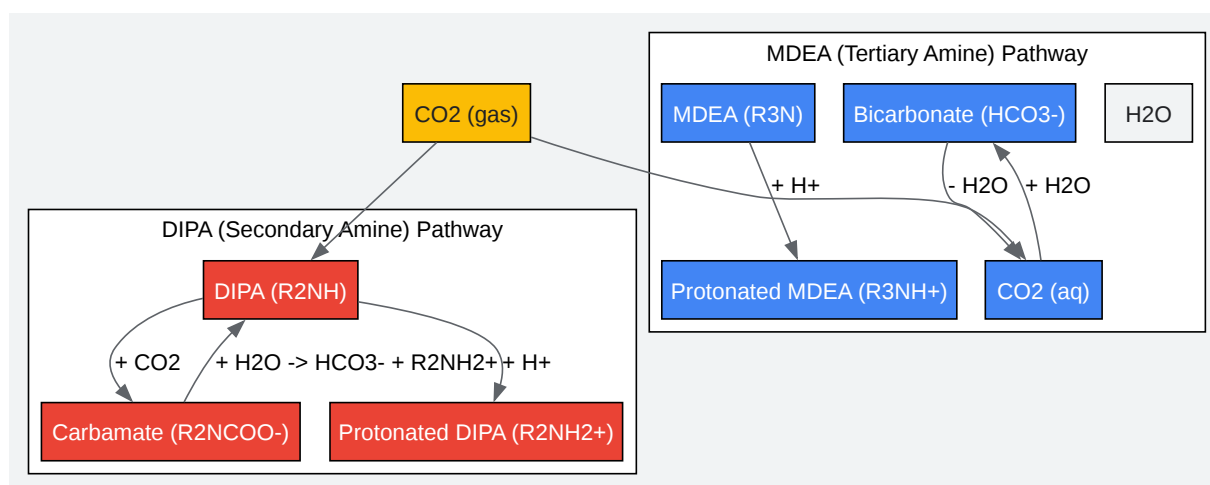 MDEA (Tertiary Amine) Pathway
CO2 (gas)
MDEA (R3N)
Bicarbonate (HCO3-)
H2O
+ H+
- H2O
+ H2O
DIPA (Secondary Amine) Pathway
DIPA (R2NH)
Protonated MDEA (R3NH+)
CO2 (aq)
+ CO2
+ H2O -> HCO3- + R2NH2+
+ H+
Carbamate (R2NCOO-)
Protonated DIPA (R2NH2+)